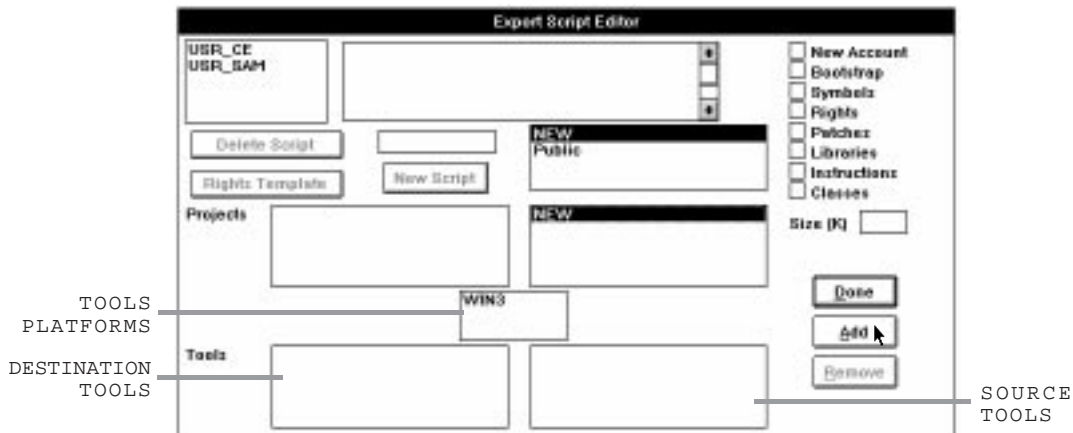 Export Script Editor
USR_CE
USR_SAM
New Account
Bootstrap
Symbols
Rights
Patches
Libraries
Instructions
Classes
Delete Script
NEW
Public
Rights Template
New Script
Projects
NEW
Size (K)
WIN3
TOOLS
PLATFORMS
Done
Add
Tools
DESTINATION
TOOLS
Remove
SOURCE
TOOLS